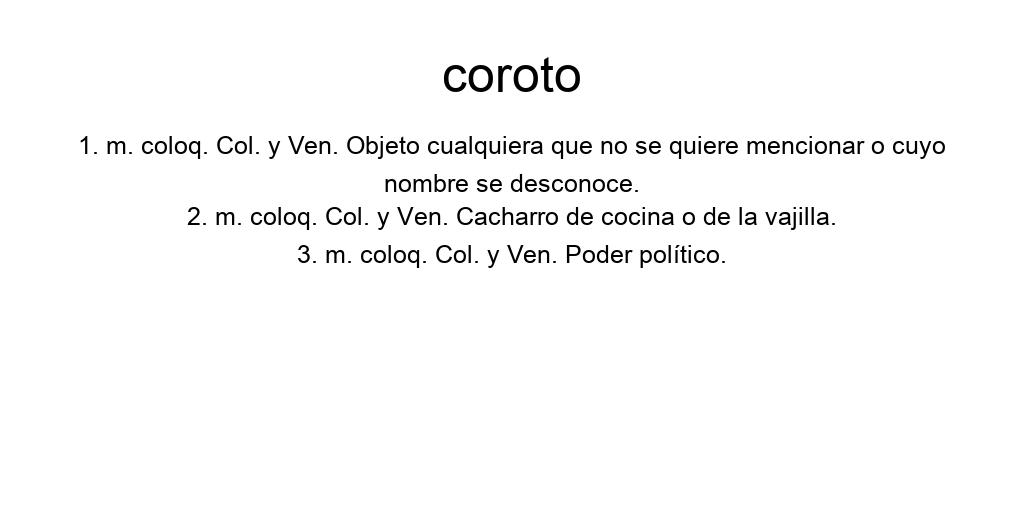 coroto
1. m. coloq. Col. y Ven. Objeto cualquiera que no se quiere mencionar o cuyo
nombre se desconoce.
2. m. coloq. Col. y Ven. Cacharro de cocina o de la vajilla.
3. m. coloq. Col. y Ven. Poder político.